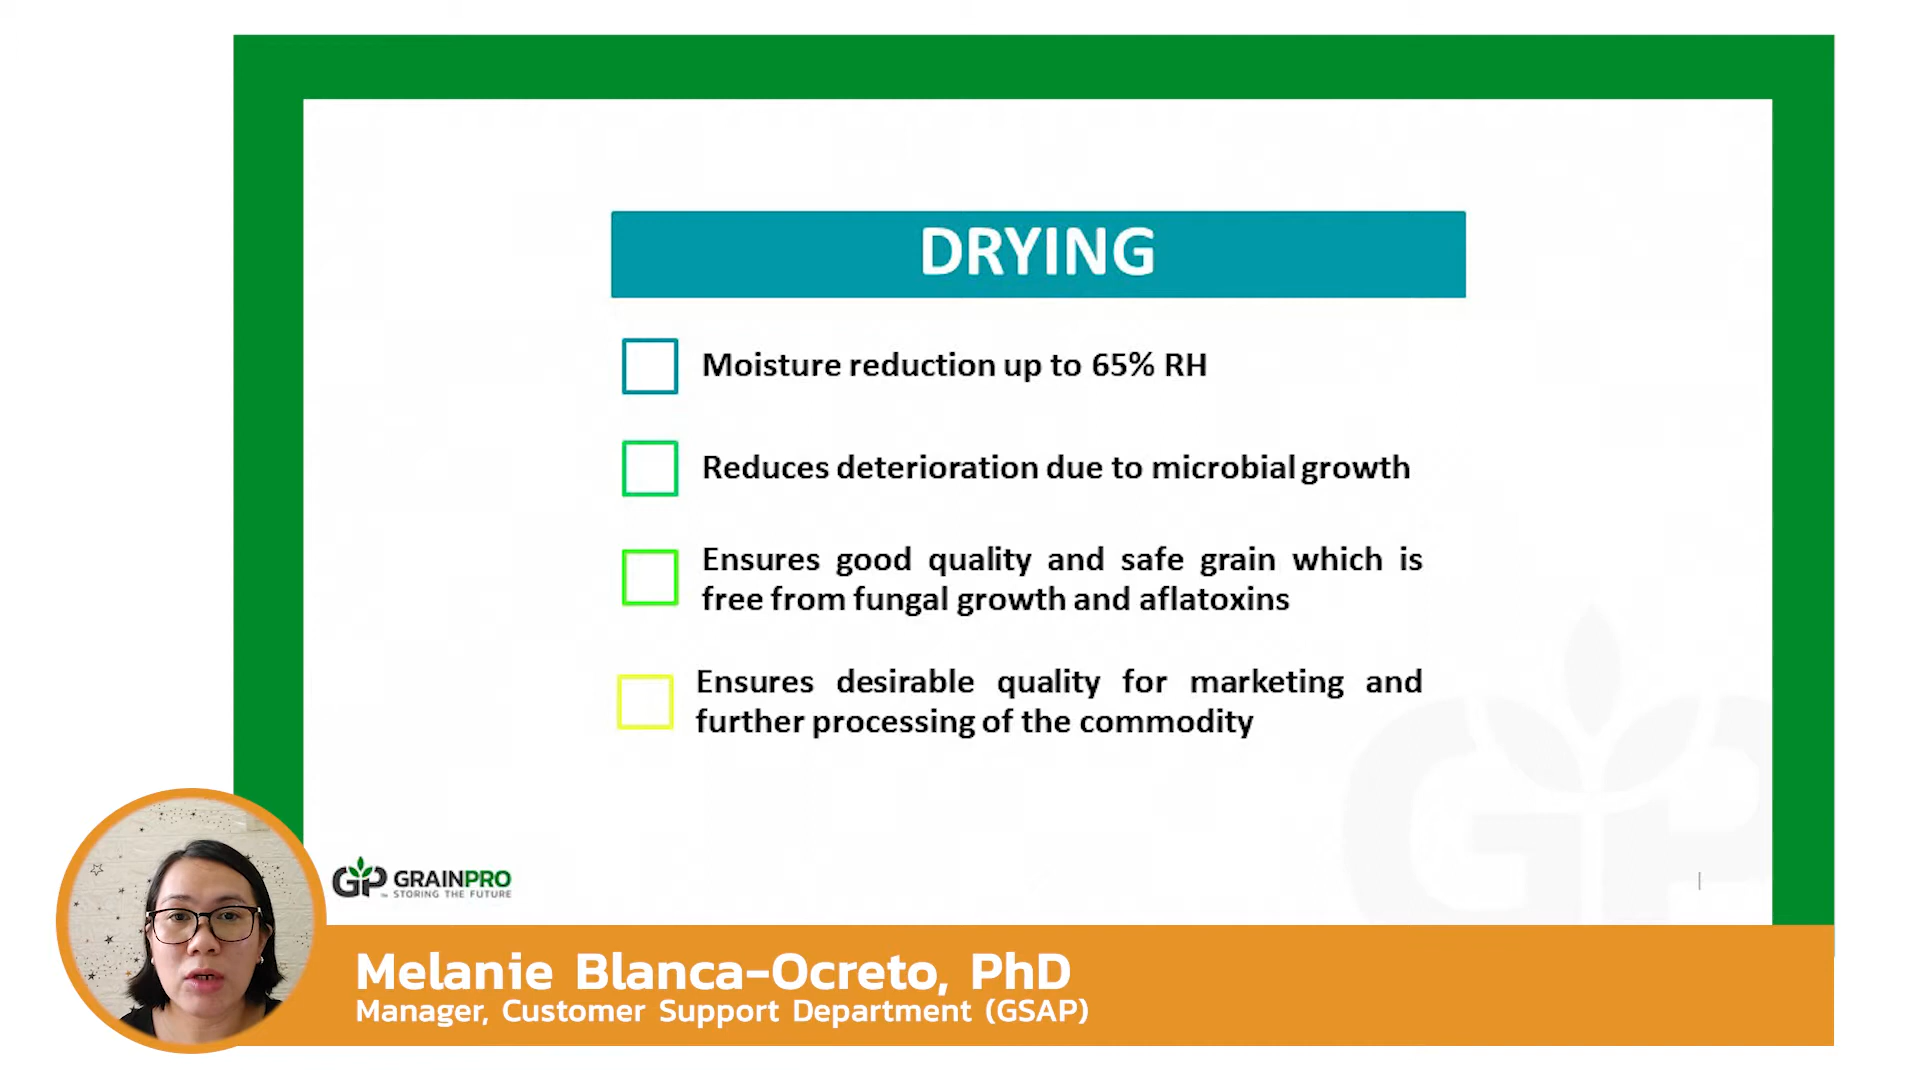 DRYING
Moisture reduction up to 65% RH
Reduces deterioration due to microbial growth
Ensures good quality and safe grain which is
free from fungal growth and aflatoxins
Ensures desirable quality for marketing and
further processing of the commodity
GP GRAINPRO
STORING THE FUTURE
Melanie Blanca-Ocreto, PhD
Manager, Customer Support Department (GSAP)